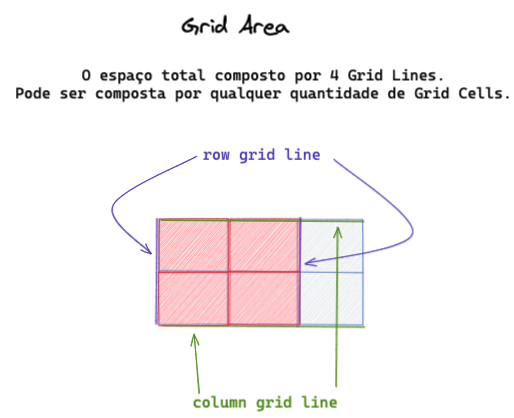 Grid Area
O espaço total composto por 4 Grid Lines.
Pode ser composta por qualquer quantidade de Grid Cells.
row grid line
column grid line